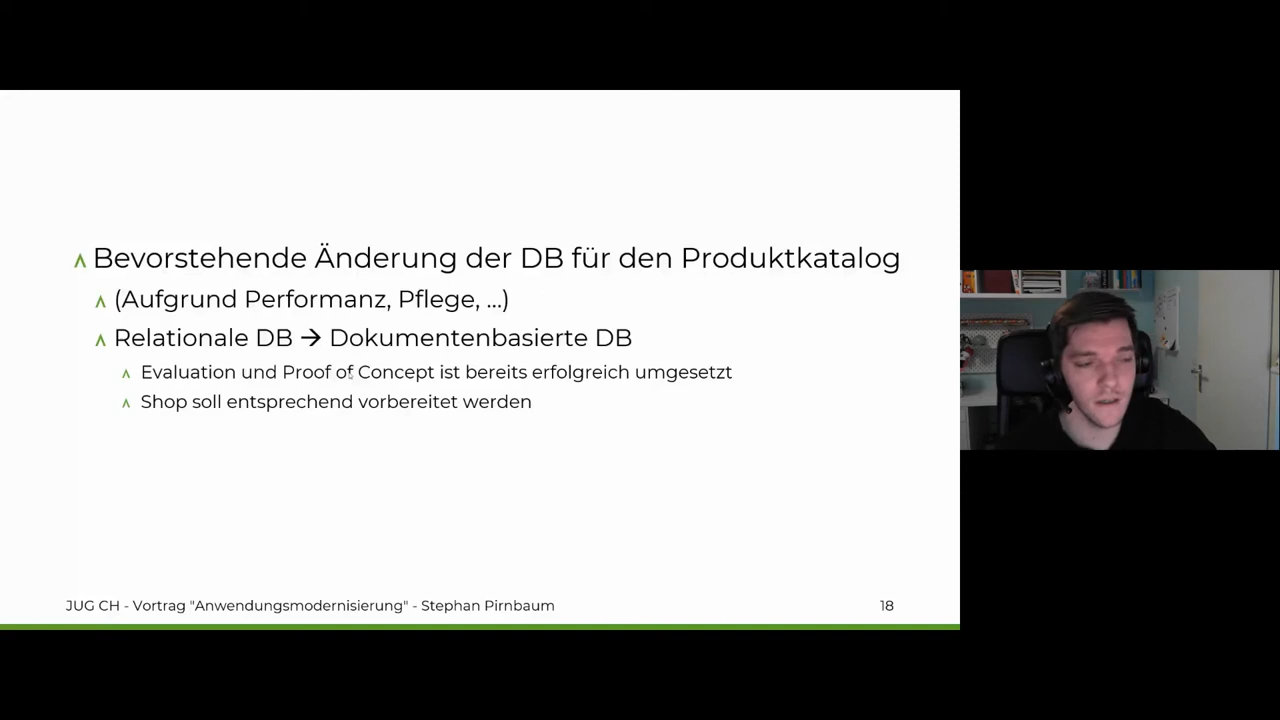 Bevorstehende Änderung der DB für den Produktkatalog
(Aufgrund Performanz, Pflege, ...)
Relationale DB → Dokumentenbasierte DB
Evaluation und Proof of Concept ist bereits erfolgreich umgesetzt
Shop soll entsprechend vorbereitet werden
JUG CH - Vortrag "Anwendungsmodernisierung" - Stephan Pirnbaum
18